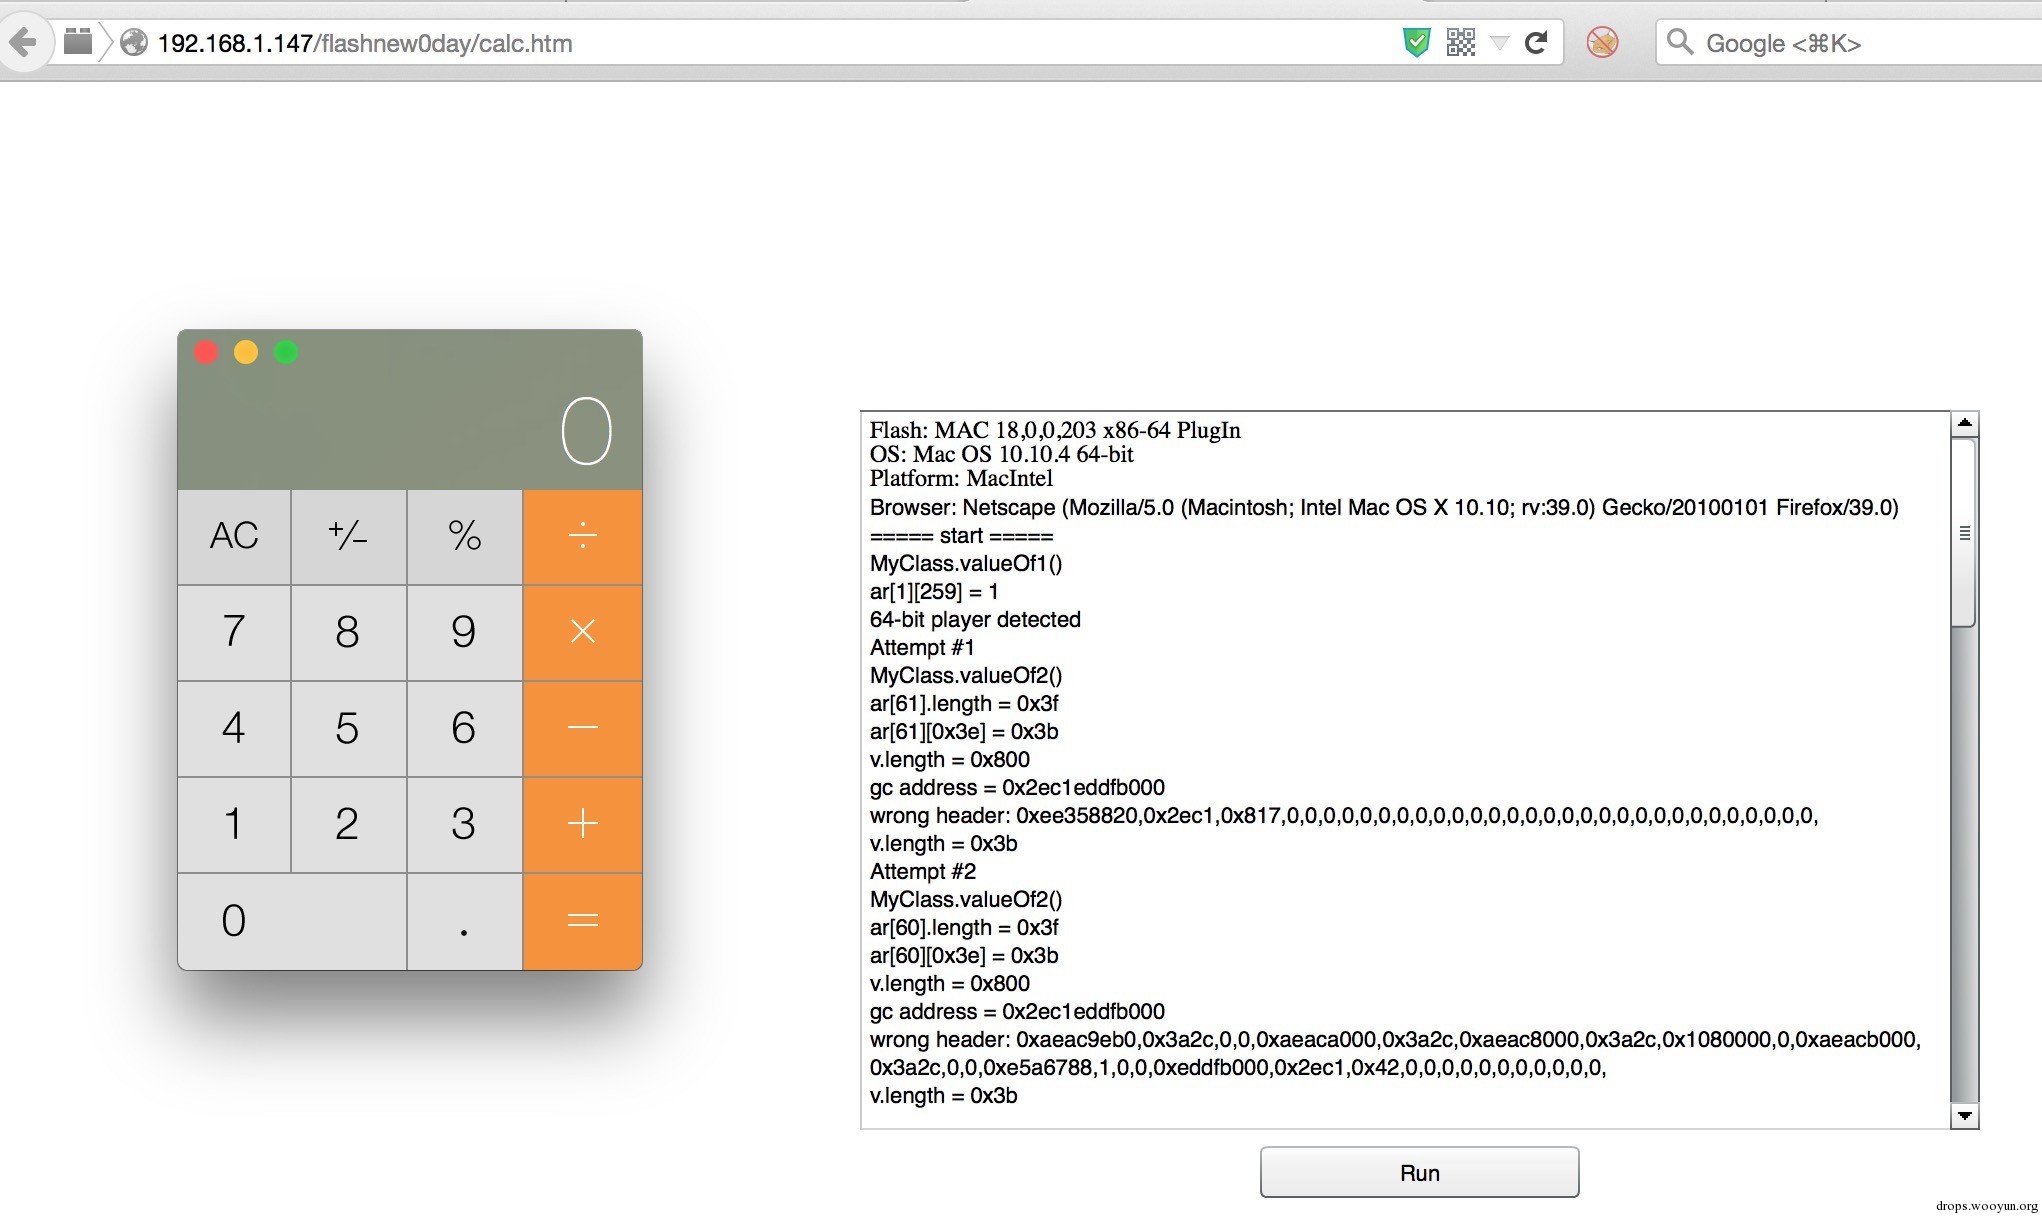 192.168.1.147/flashnew0day/calc.htm
Google <⌘K>
0
AC +/− % ÷
7 8 9 ×
4 5 6 −
1 2 3 +
0 . =
Flash: MAC 18,0,0,203 x86-64 PlugIn
OS: Mac OS 10.10.4 64-bit
Platform: MacIntel
Browser: Netscape (Mozilla/5.0 (Macintosh; Intel Mac OS X 10.10; rv:39.0) Gecko/20100101 Firefox/39.0)
===== start =====
MyClass.valueOf1()
ar[1][259] = 1
64-bit player detected
Attempt #1
MyClass.valueOf2()
ar[61].length = 0x3f
ar[61][0x3e] = 0x3b
v.length = 0x800
gc address = 0x2ec1eddfb000
wrong header: 0xee358820,0x2ec1,0x817,0,0,0,0,0,0,0,0,0,0,0,0,0,0,0,0,0,0,0,0,0,0,0,0,0,0,0,0,0,
v.length = 0x3b
Attempt #2
MyClass.valueOf2()
ar[60].length = 0x3f
ar[60][0x3e] = 0x3b
v.length = 0x800
gc address = 0x2ec1eddfb000
wrong header: 0xaeac9eb0,0x3a2c,0,0,0xaeaca000,0x3a2c,0xaeac8000,0x3a2c,0x1080000,0,0xaeacb000,
0x3a2c,0,0,0xe5a6788,1,0,0,0xeddfb000,0x2ec1,0x42,0,0,0,0,0,0,0,0,0,0,0,
v.length = 0x3b
Run
drops.wooyun.org